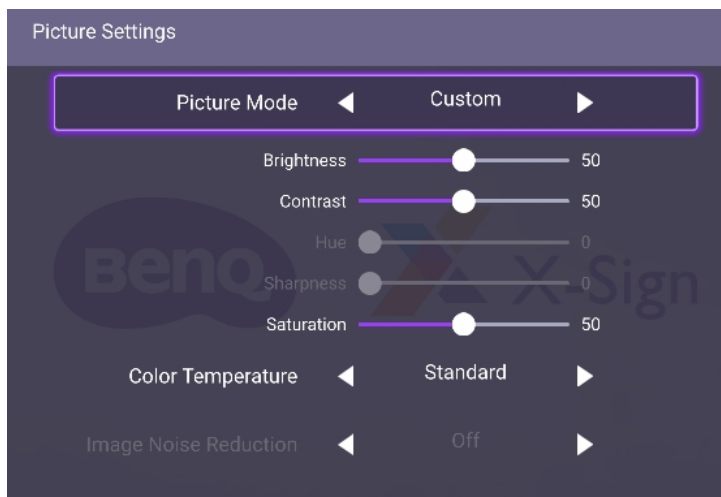 Picture Settings
Picture Mode Custom
Brightness 50
Contrast 50
Hue 0
Sharpness 0
BenQ X-Sign
Saturation 50
Color Temperature Standard
Image Noise Reduction Off